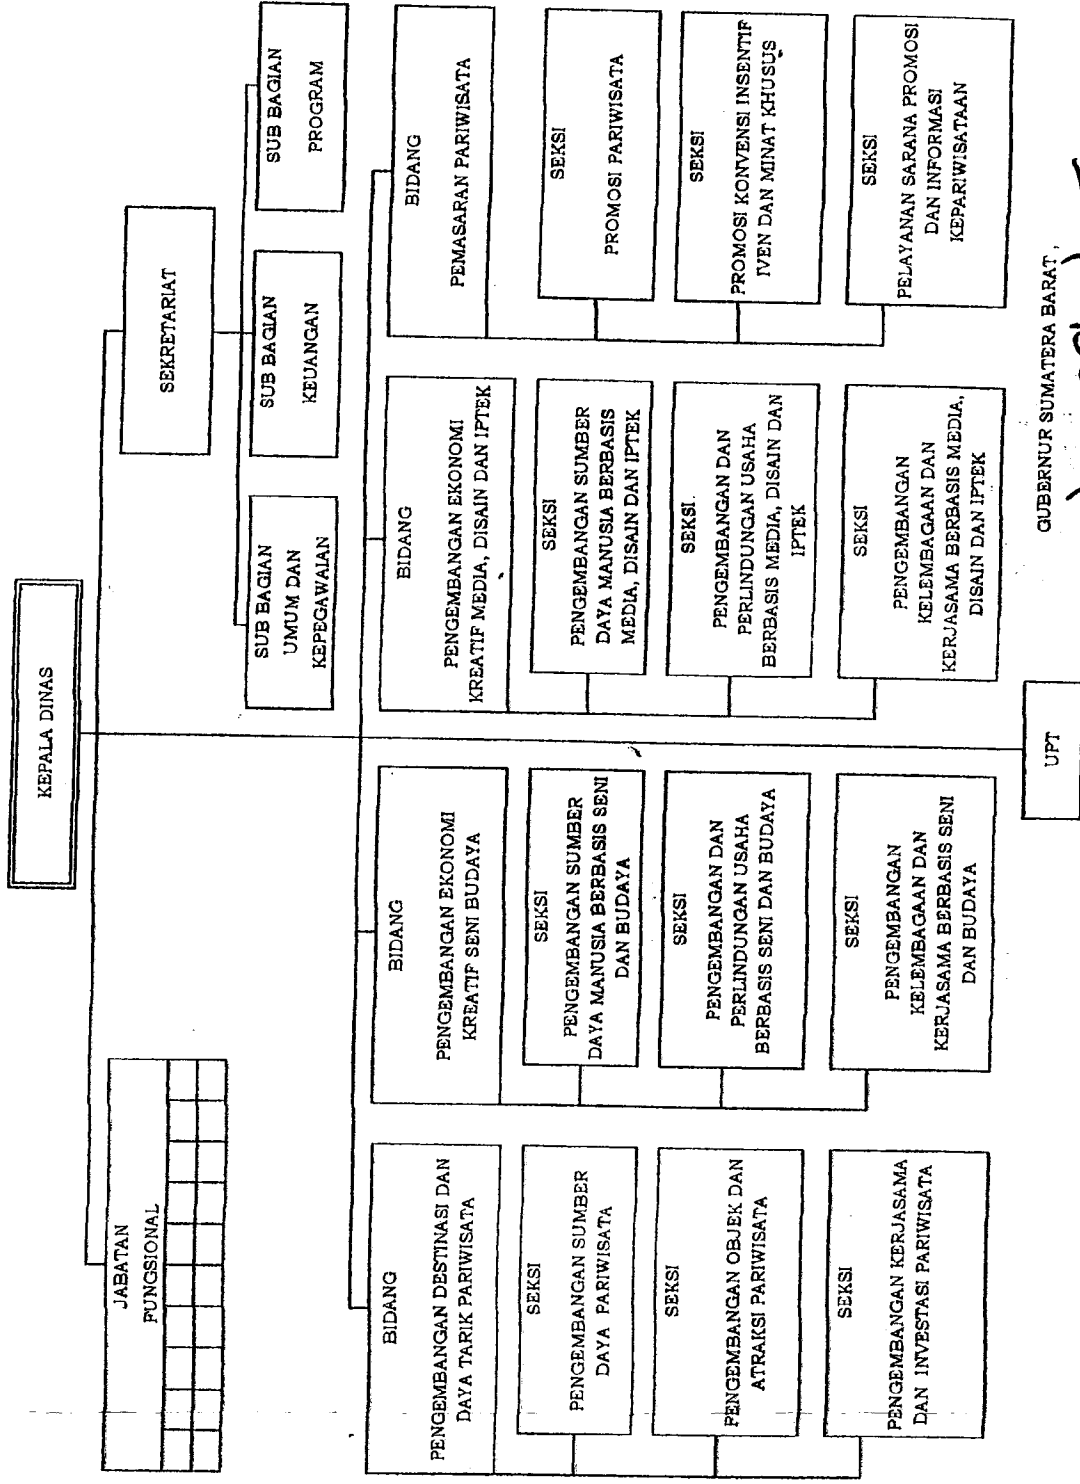 KEPALA DINAS
JABATAN
FUNGSIONAL
SEKRETARIAT
SUB BAGIAN
UMUM DAN
KEPEGAWAIAN
SUB BAGIAN
KEUANGAN
SUB BAGIAN
PROGRAM
BIDANG
PENGEMBANGAN DESTINASI DAN
DAYA TARIK PARIWISATA
SEKSI
PENGEMBANGAN SUMBER
DAYA PARIWISATA
SEKSI
PENGEMBANGAN OBJEK DAN
ATRAKSI PARIWISATA
SEKSI
PENGEMBANGAN KERJASAMA
DAN INVESTASI PARIWISATA
BIDANG
PENGEMBANGAN EKONOMI
KREATIF SENI BUDAYA
SEKSI
PENGEMBANGAN SUMBER
DAYA MANUSIA BERBASIS SENI
DAN BUDAYA
SEKSI
PENGEMBANGAN DAN
PERLINDUNGAN USAHA
BERBASIS SENI DAN BUDAYA
SEKSI
PENGEMBANGAN
KELEMBAGAAN DAN
KERJASAMA BERBASIS SENI
DAN BUDAYA
BIDANG
PENGEMBANGAN EKONOMI
KREATIF MEDIA, DISAIN DAN IPTEK
SEKSI
PENGEMBANGAN SUMBER
DAYA MANUSIA BERBASIS
MEDIA, DISAIN DAN IPTEK
SEKSI.
PENGEMBANGAN DAN
PERLINDUNGAN USAHA
BERBASIS MEDIA, DISAIN DAN
IPTEK
SEKSI
PENGEMBANGAN
KELEMBAGAAN DAN
KERJASAMA BERBASIS MEDIA,
DISAIN DAN IPTEK
BIDANG
PEMASARAN PARIWISATA
SEKSI
PROMOSI PARIWISATA
SEKSI
PROMOSI KONVENSI INSENTIF
IVEN DAN MINAT KHUSUS
SEKSI
PELAYANAN SARANA PROMOSI
DAN INFORMASI
KEPARIWISATAAN
UPT
GUBERNUR SUMATERA BARAT,